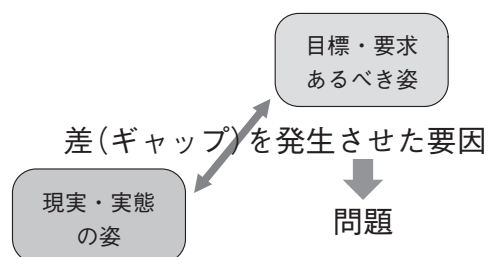 目標・要求
あるべき姿
差(ギャップ)を発生させた要因
現実・実態
の姿
問題